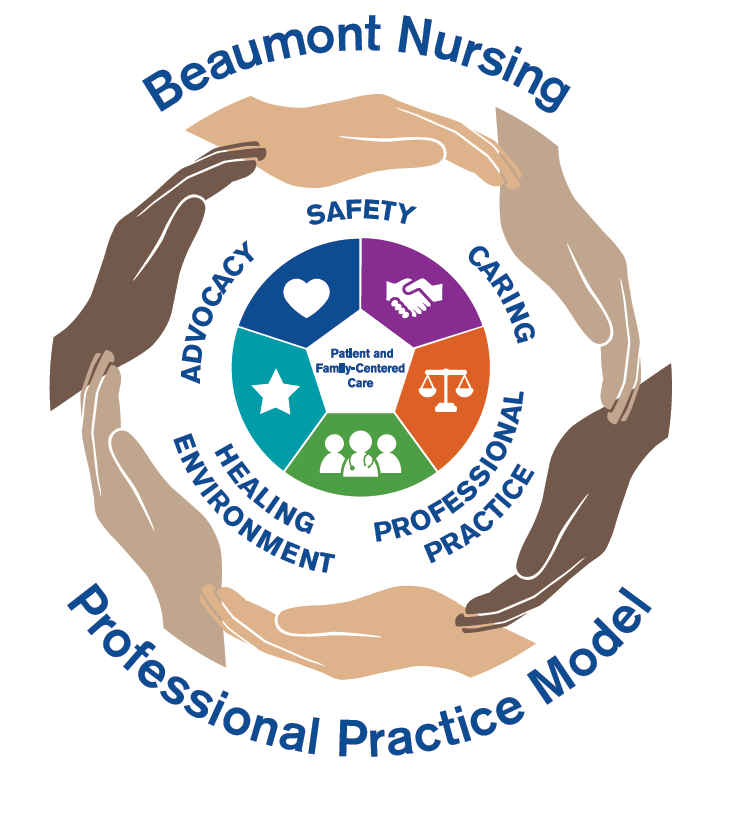 Beaumont Nursing
SAFETY
ADVOCACY
CARING
Patient and
Family-Centered
Care
HEALING
ENVIRONMENT
PROFESSIONAL
PRACTICE
Professional Practice Model